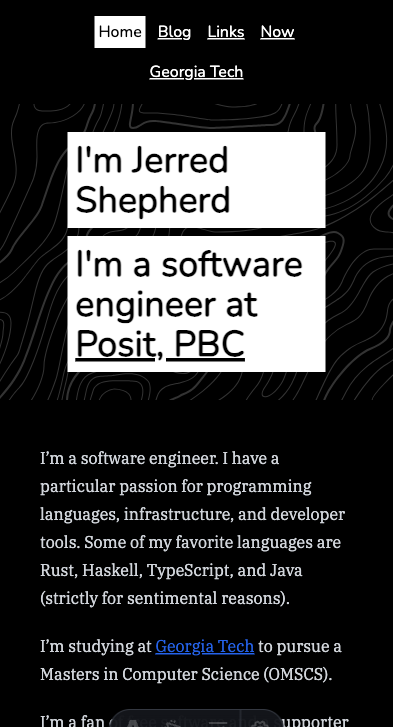 Home Blog Links Now
Georgia Tech
I'm Jerred
Shepherd
I'm a software
engineer at
Posit, PBC
I’m a software engineer. I have a
particular passion for programming
languages, infrastructure, and developer
tools. Some of my favorite languages are
Rust, Haskell, TypeScript, and Java
(strictly for sentimental reasons).
I’m studying at Georgia Tech to pursue a
Masters in Computer Science (OMSCS).
I’m a fan